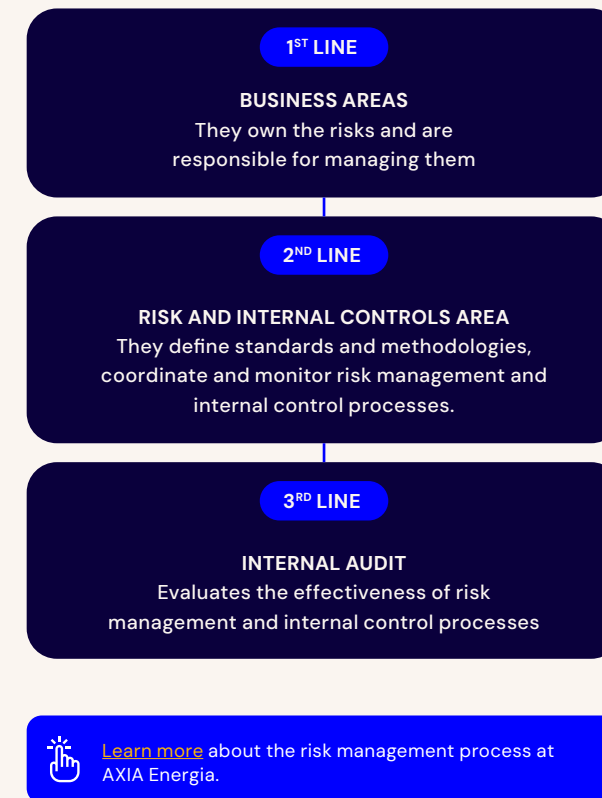 1ST LINE
BUSINESS AREAS
They own the risks and are
responsible for managing them
2ND LINE
RISK AND INTERNAL CONTROLS AREA
They define standards and methodologies,
coordinate and monitor risk management and
internal control processes.
3RD LINE
INTERNAL AUDIT
Evaluates the effectiveness of risk
management and internal control processes
Learn more about the risk management process at
AXIA Energia.